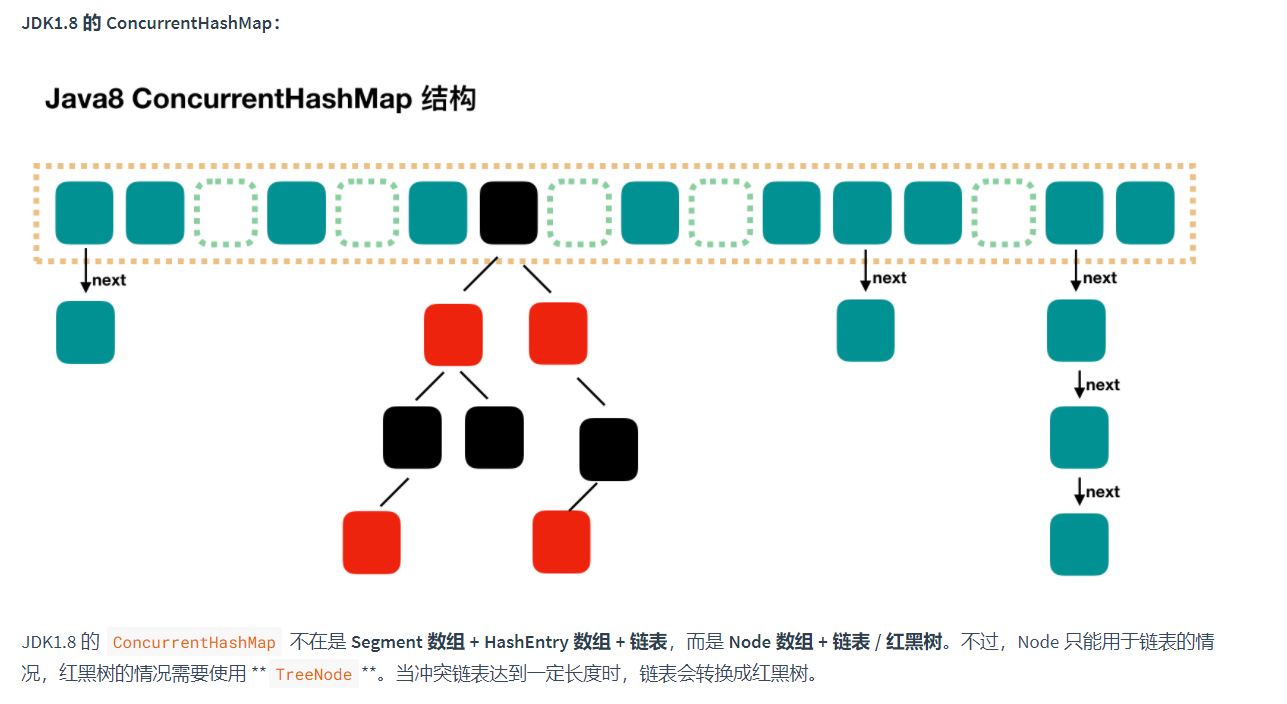 JDK1.8 的 ConcurrentHashMap：
Java8 ConcurrentHashMap 结构
next
next
next
next
next
JDK1.8 的 ConcurrentHashMap 不在是 Segment 数组 + HashEntry 数组 + 链表，而是 Node 数组 + 链表 / 红黑树。不过，Node 只能用于链表的情
况，红黑树的情况需要使用 **TreeNode**。当冲突链表达到一定长度时，链表会转换成红黑树。